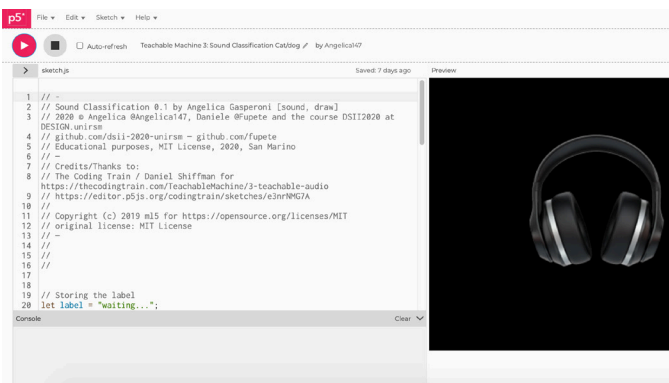 p5* File Edit Sketch Help
Auto-refresh Teachable Machine 3: Sound Classification Cat/dog by Angelica147
sketch.js Saved: 7 days ago Preview
1 // -
2 // Sound Classification 0.1 by Angelica Gasperoni [sound, draw]
3 // 2020 © Angelica @Angelica147, Daniele @Fupete and the course DSII2020 at
DESIGN.unirsm
4 // github.com/dsii-2020-unirsm — github.com/fupete
5 // Educational purposes, MIT License, 2020, San Marino
6 // —
7 // Credits/Thanks to:
8 // The Coding Train / Daniel Shiffman for
https://thecodingtrain.com/TeachableMachine/3-teachable-audio
9 // https://editor.p5js.org/codingtrain/sketches/e3nrNMG7A
10 //
11 // Copyright (c) 2019 ml5 for https://opensource.org/licenses/MIT
12 // original license: MIT License
13 // —
14 //
15 //
16 //
17
18
19 // Storing the label
20 let label = "waiting...";
Console Clear